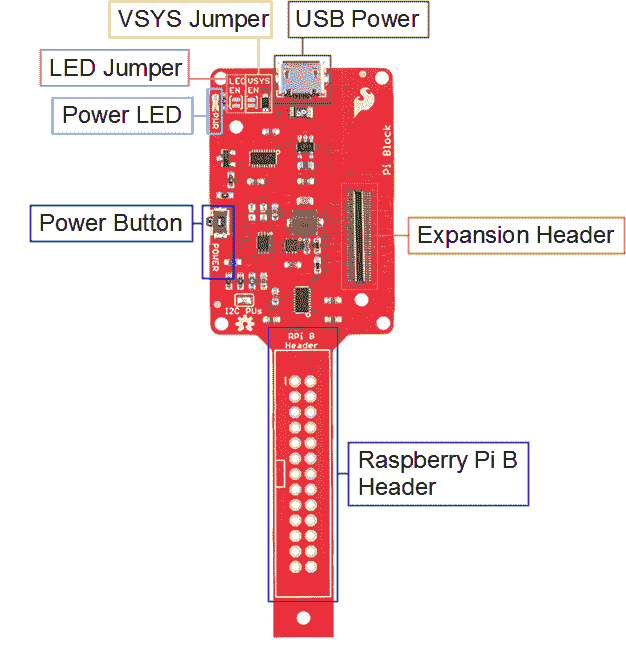 VSYS Jumper
USB Power
LED Jumper
Power LED
LED
EN
VSYS
EN
PWR
Pi Block
Power Button
POWER
Expansion Header
I2C PUs
RPi B
Header
1
Raspberry Pi B
Header